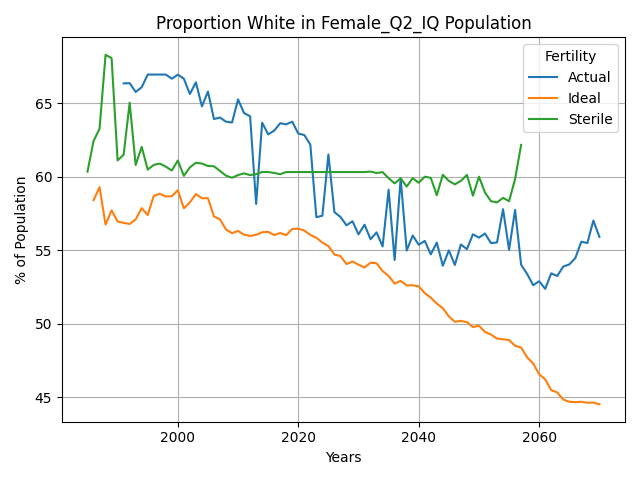 Proportion White in Female_Q2_IQ Population
Fertility
Actual
Ideal
Sterile
% of Population
65
60
55
50
45
2000
2020
2040
2060
Years